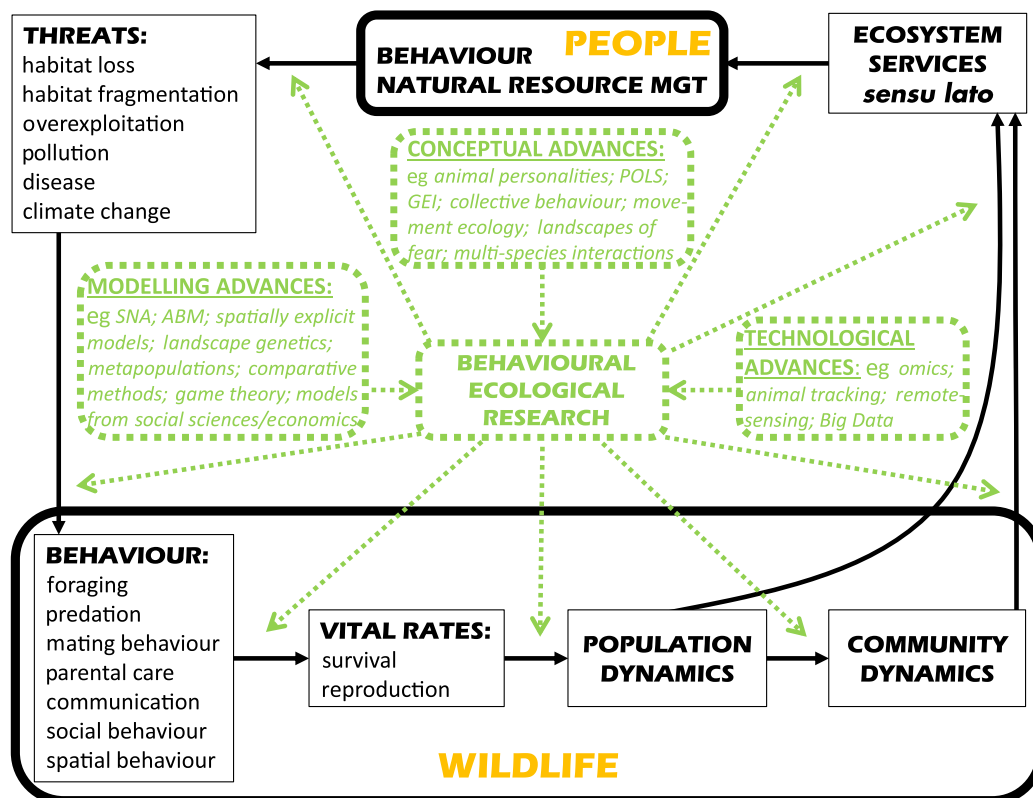 THREATS:
habitat loss
habitat fragmentation
overexploitation
pollution
disease
climate change
PEOPLE
BEHAVIOUR
NATURAL RESOURCE MGT
ECOSYSTEM
SERVICES
sensu lato
CONCEPTUAL ADVANCES:
eg animal personalities; POLS;
GEI; collective behaviour; move-
ment ecology; landscapes of
fear; multi-species interactions
MODELLING ADVANCES:
eg SNA; ABM; spatially explicit
models; landscape genetics;
metapopulations; comparative
methods; game theory; models
from social sciences/economics
BEHAVIOURAL
ECOLOGICAL
RESEARCH
TECHNOLOGICAL
ADVANCES: eg omics;
animal tracking; remote-
sensing; Big Data
BEHAVIOUR:
foraging
predation
mating behaviour
parental care
communication
social behaviour
spatial behaviour
VITAL RATES:
survival
reproduction
POPULATION
DYNAMICS
COMMUNITY
DYNAMICS
WILDLIFE